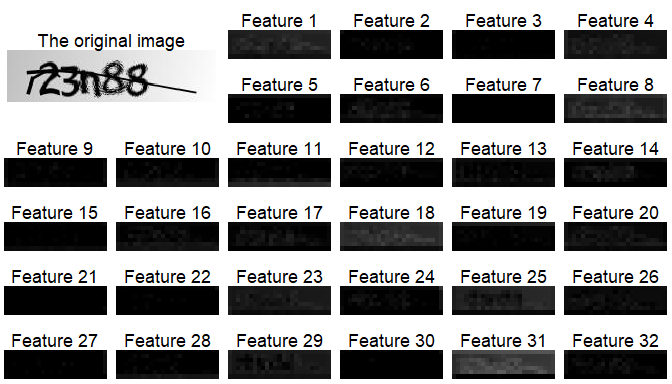 Feature 1 Feature 2 Feature 3 Feature 4
The original image
723n88
Feature 5 Feature 6 Feature 7 Feature 8
Feature 9 Feature 10 Feature 11 Feature 12 Feature 13 Feature 14
Feature 15 Feature 16 Feature 17 Feature 18 Feature 19 Feature 20
Feature 21 Feature 22 Feature 23 Feature 24 Feature 25 Feature 26
Feature 27 Feature 28 Feature 29 Feature 30 Feature 31 Feature 32